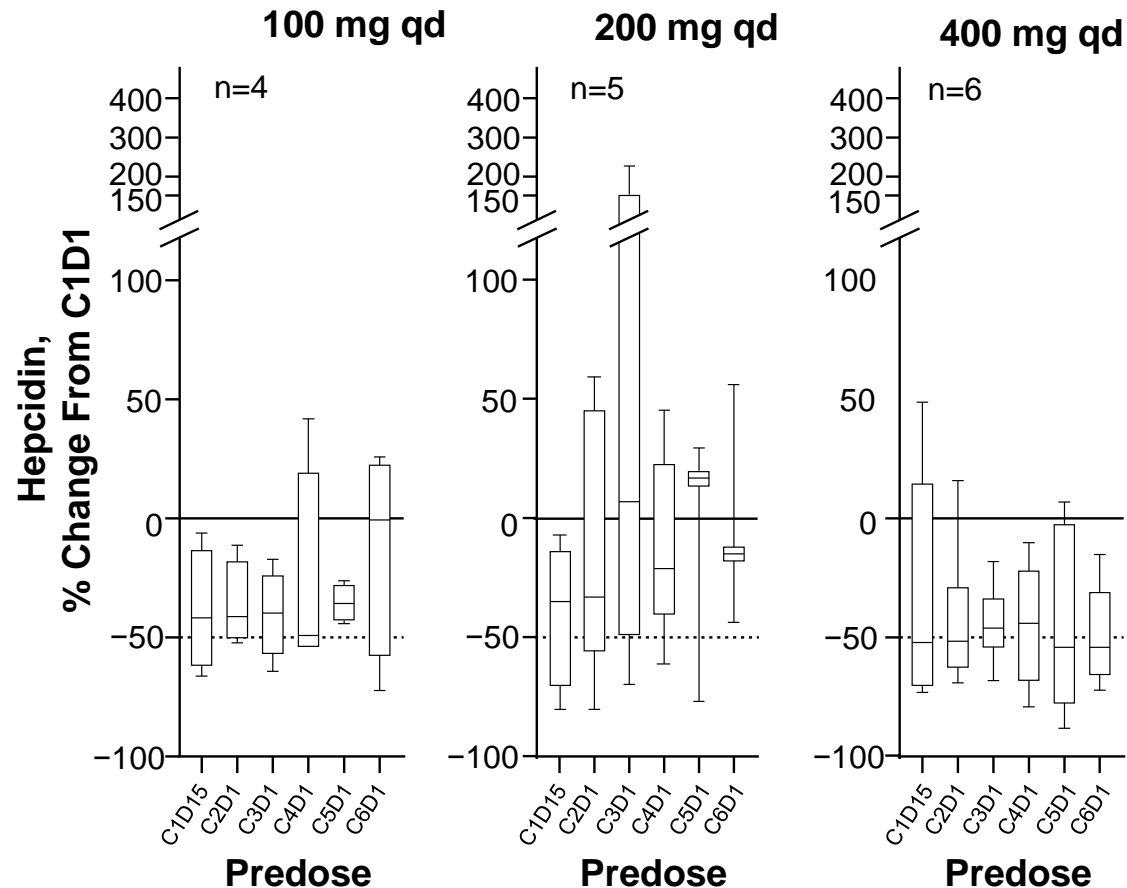 100 mg qd
200 mg qd
400 mg qd
Hepcidin,
% Change From C1D1
n=4
400
300
200
150
100
50
0
−50
−100
C1D15
C2D1
C3D1
C4D1
C5D1
C6D1
Predose
n=5
400
300
200
150
100
50
0
−50
−100
C1D15
C2D1
C3D1
C4D1
C5D1
C6D1
Predose
n=6
400
300
200
150
100
50
0
−50
−100
C1D15
C2D1
C3D1
C4D1
C5D1
C6D1
Predose